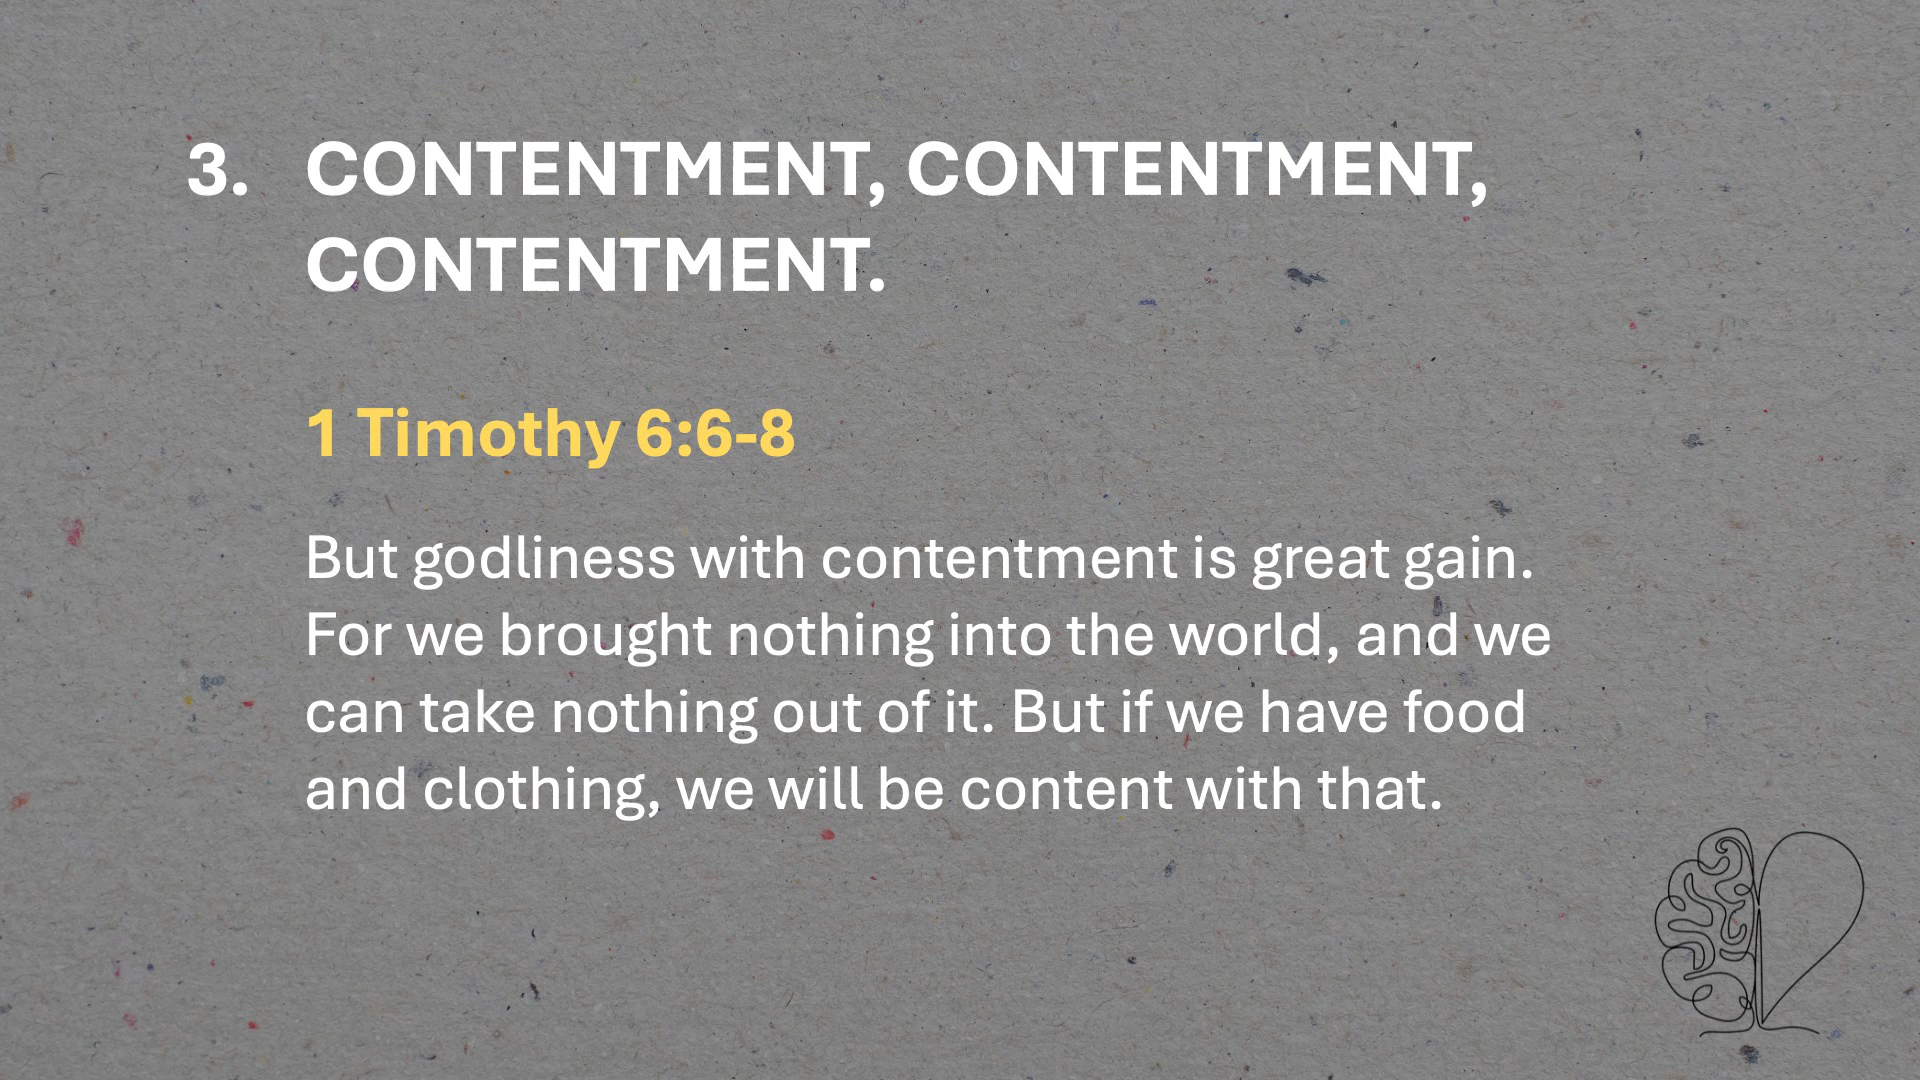 3. CONTENTMENT, CONTENTMENT,
CONTENTMENT.
1 Timothy 6:6-8
But godliness with contentment is great gain.
For we brought nothing into the world, and we
can take nothing out of it. But if we have food
and clothing, we will be content with that.